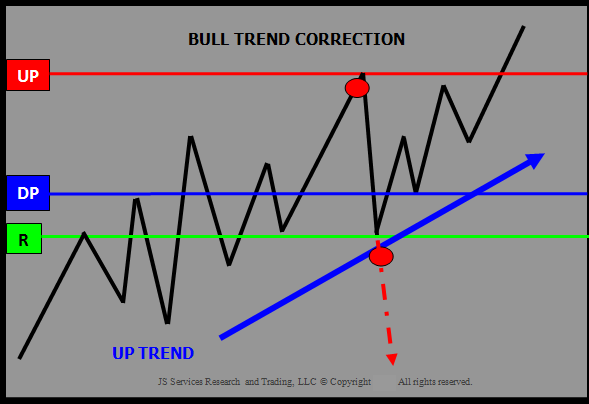 BULL TREND CORRECTION
UP
DP
R
UP TREND
JS Services Research and Trading, LLC © Copyright All rights reserved.